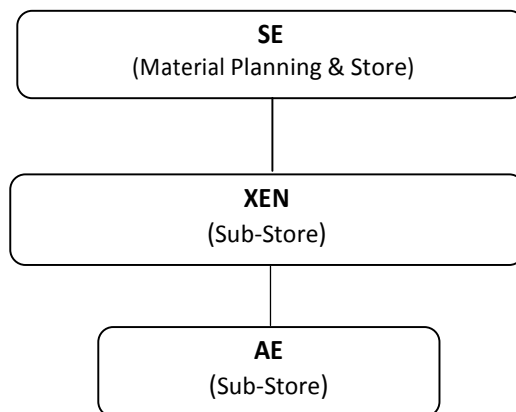 SE
(Material Planning & Store)
XEN
(Sub-Store)
AE
(Sub-Store)